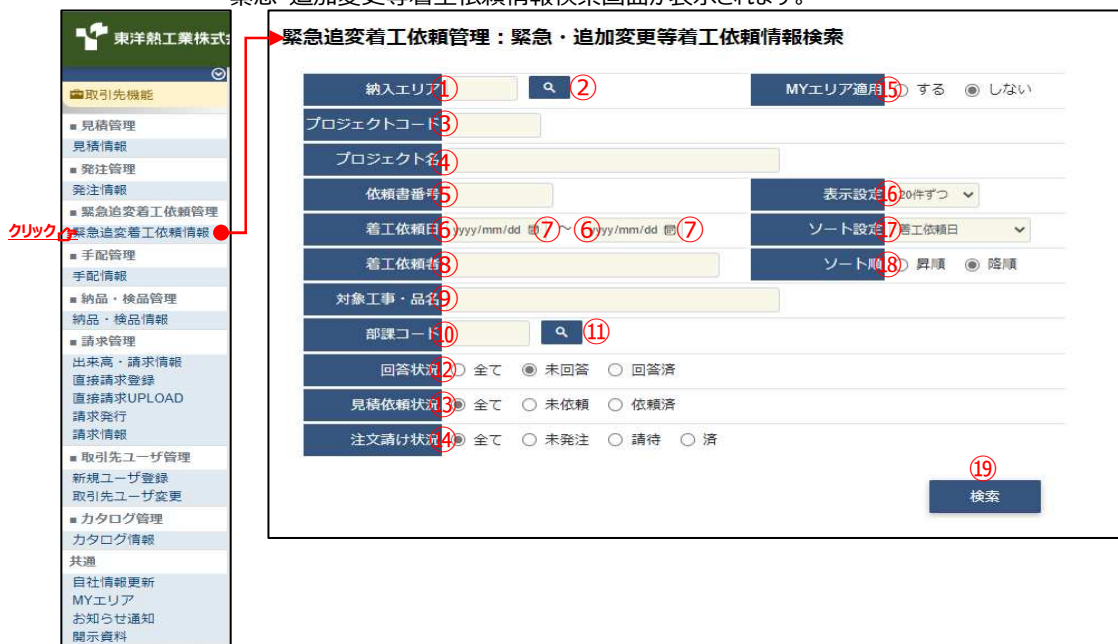 緊急・追加変更等着工依頼情報検索画面が表示されます。
東洋熱工業株式
取引先機能
■ 見積管理
見積情報
■ 発注管理
発注情報
■ 緊急追変着工依頼管理
クリック
緊急追変着工依頼情報
■ 手配管理
手配情報
■ 納品・検品管理
納品・検品情報
■ 請求管理
出来高・請求情報
直接請求登録
直接請求UPLOAD
請求発行
請求情報
■ 取引先ユーザ管理
新規ユーザ登録
取引先ユーザ変更
■ カタログ管理
カタログ情報
共通
自社情報更新
MYエリア
お知らせ通知
開示資料
緊急追変着工依頼管理：緊急・追加変更等着工依頼情報検索
納入エリア ① ② MYエリア適用 ⑮ する しない
プロジェクトコード ③
プロジェクト名 ④
依頼書番号 ⑤ 表示設定 ⑯ 20件ずつ
着工依頼日 ⑥ yyyy/mm/dd ⑦ ～ ⑥ yyyy/mm/dd ⑦ ソート設定 ⑰ 着工依頼日
着工依頼者 ⑧ ソート順 ⑱ 昇順 降順
対象工事・品名 ⑨
部課コード ⑩ ⑪
回答状況 ⑫ 全て 未回答 回答済
見積依頼状況 ⑬ 全て 未依頼 依頼済
注文請け状況 ⑭ 全て 未発注 請待 済
⑲
検索